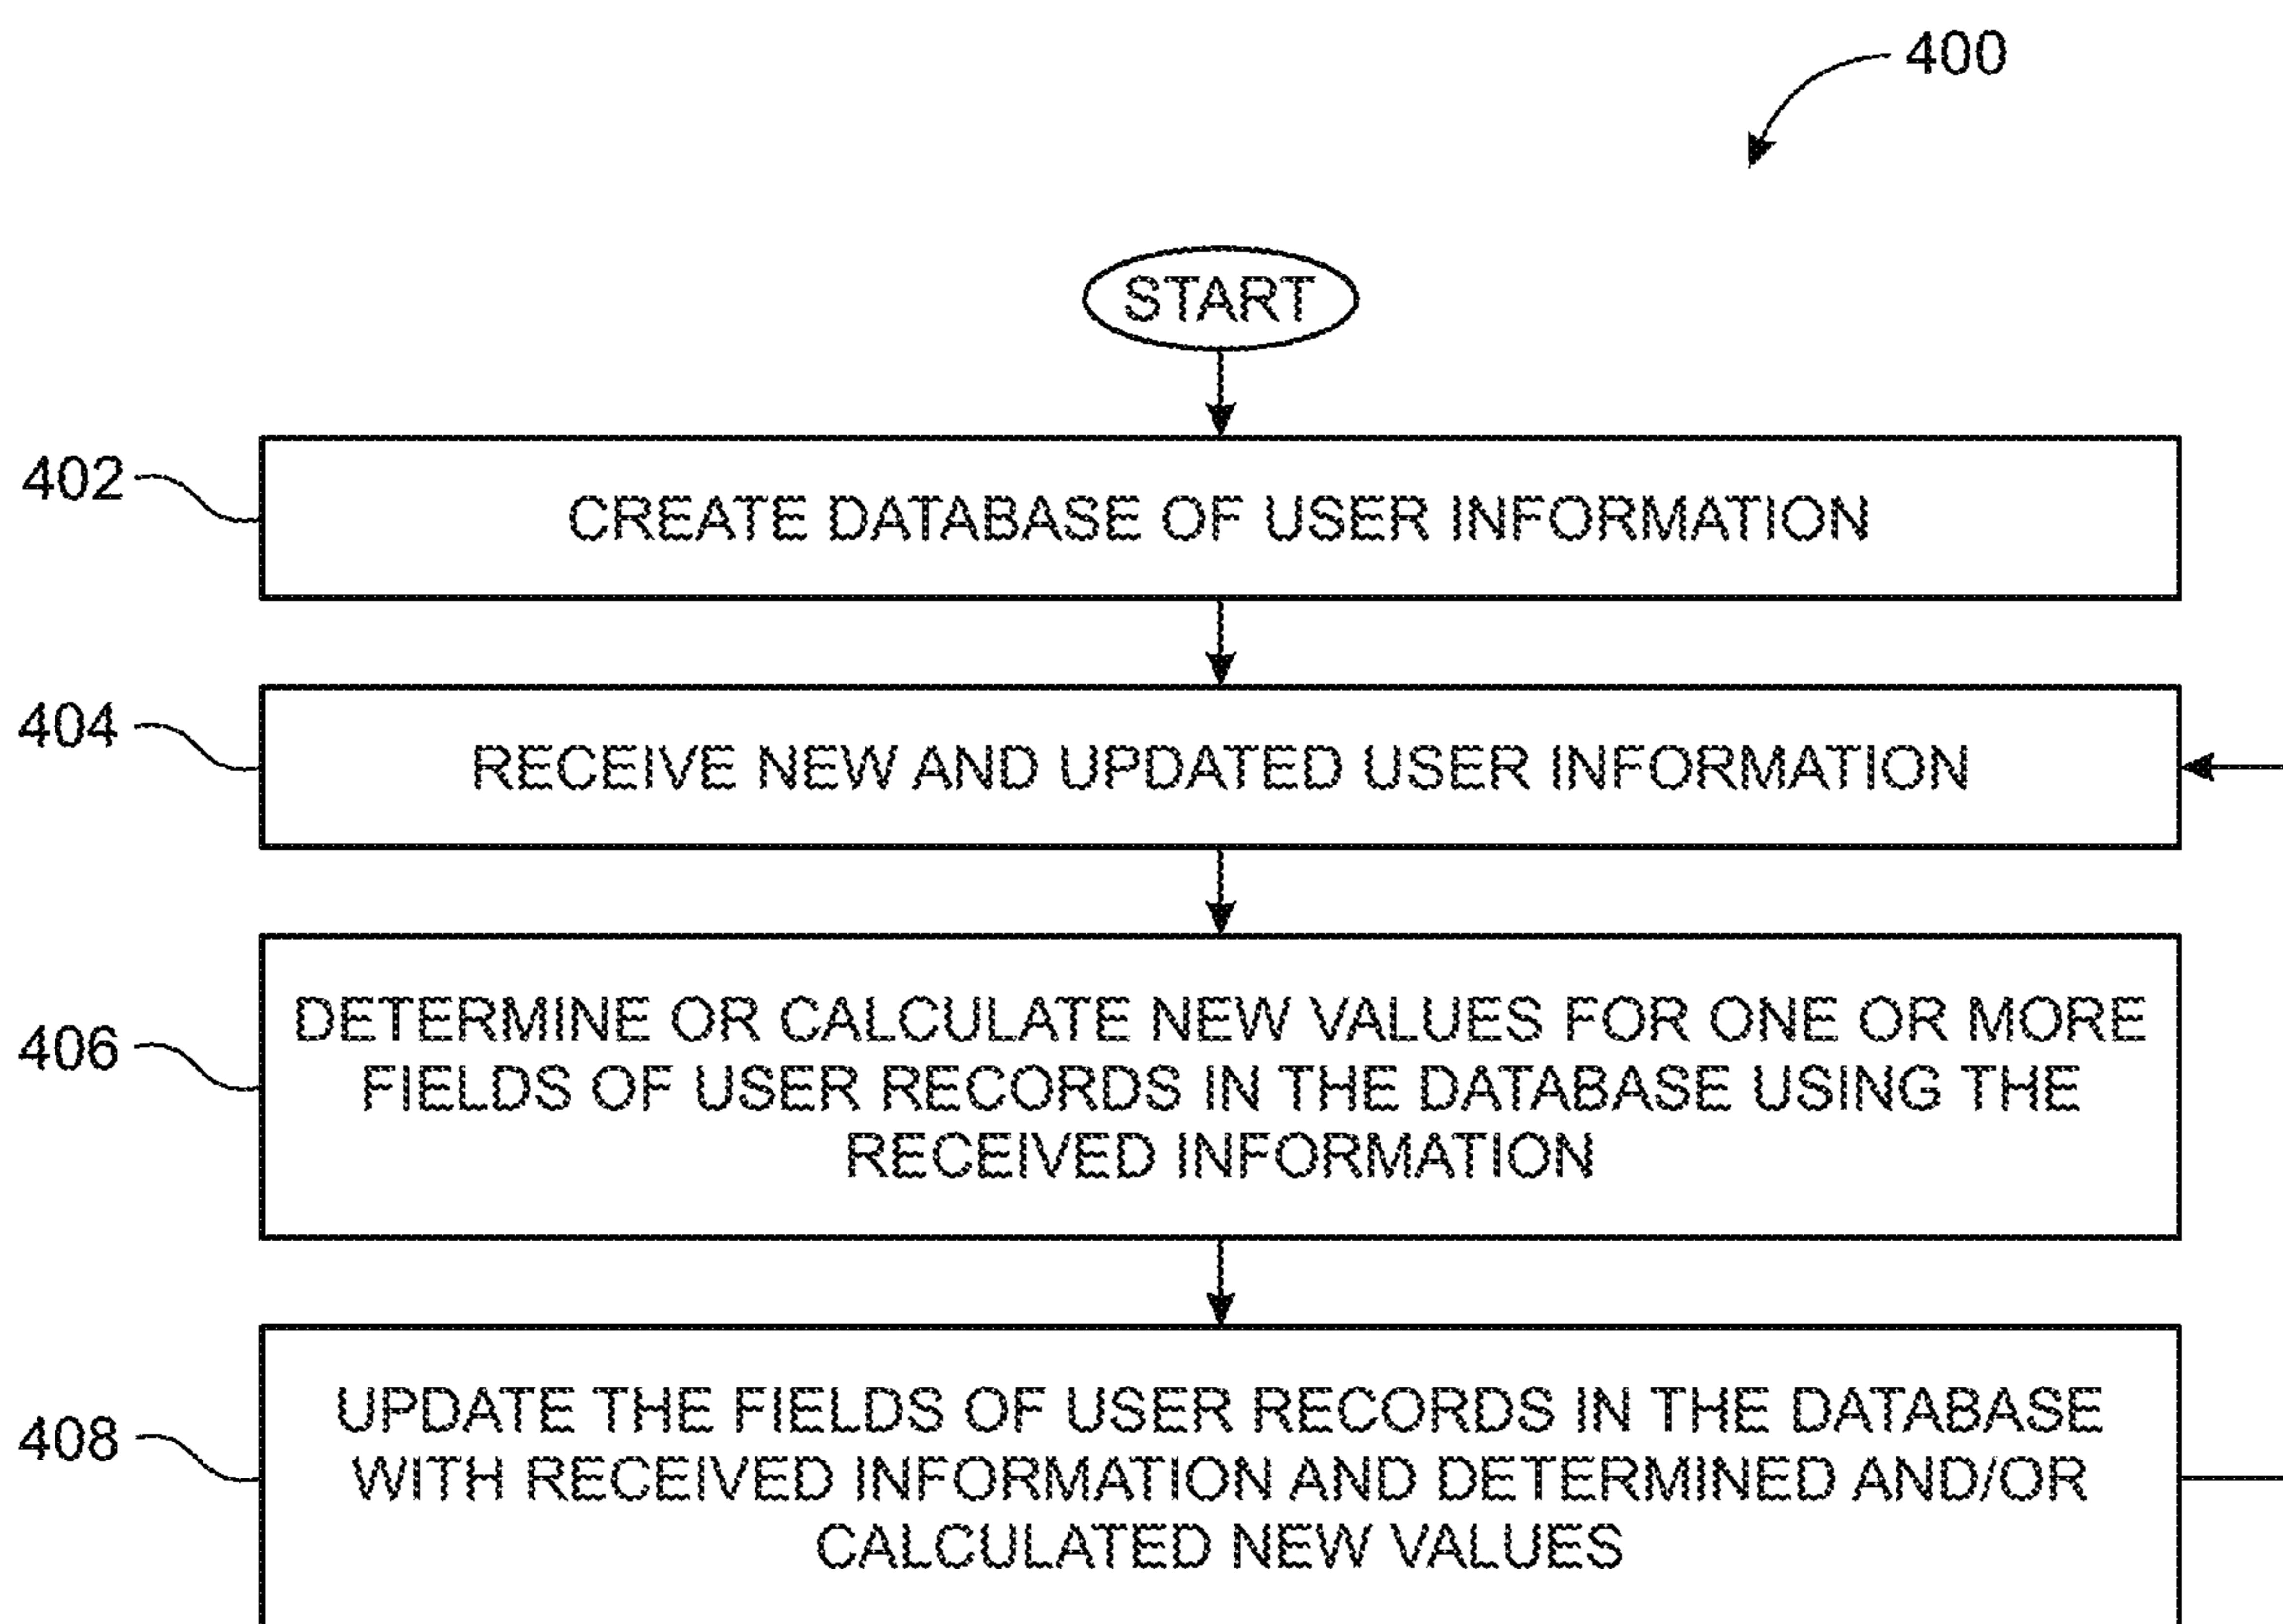 400
START
402
CREATE DATABASE OF USER INFORMATION
404
RECEIVE NEW AND UPDATED USER INFORMATION
406
DETERMINE OR CALCULATE NEW VALUES FOR ONE OR MORE
FIELDS OF USER RECORDS IN THE DATABASE USING THE
RECEIVED INFORMATION
408
UPDATE THE FIELDS OF USER RECORDS IN THE DATABASE
WITH RECEIVED INFORMATION AND DETERMINED AND/OR
CALCULATED NEW VALUES